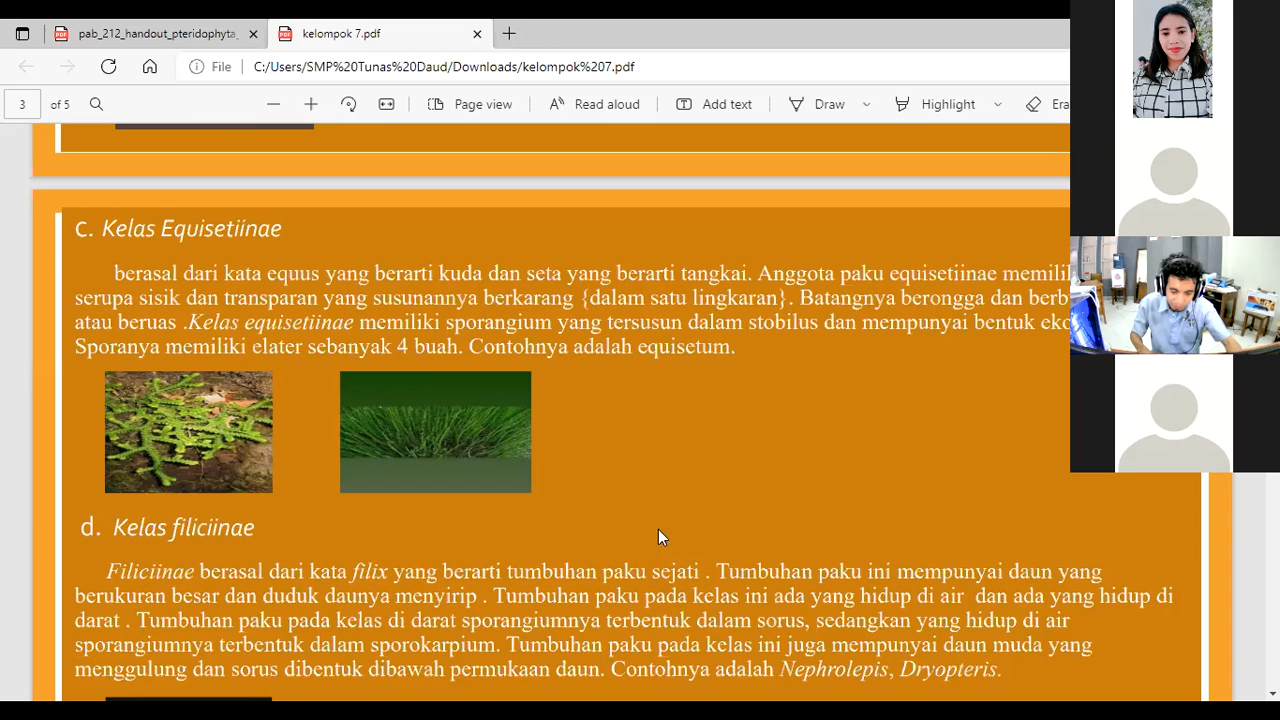 pab_212_handout_pteridophyta
kelompok 7.pdf
File
C:/Users/SMP%20Tunas%20Daud/Downloads/kelompok%207.pdf
3 of 5
Page view
Read aloud
Add text
Draw
Highlight
Era
c. Kelas Equisetiinae
berasal dari kata equus yang berarti kuda dan seta yang berarti tangkai. Anggota paku equisetiinae memilil
serupa sisik dan transparan yang susunannya berkarang {dalam satu lingkaran}. Batangnya berongga dan berb
atau beruas .Kelas equisetiinae memiliki sporangium yang tersusun dalam stobilus dan mempunyai bentuk eko
Sporanya memiliki elater sebanyak 4 buah. Contohnya adalah equisetum.
d. Kelas filiciinae
Filiciinae berasal dari kata filix yang berarti tumbuhan paku sejati . Tumbuhan paku ini mempunyai daun yang
berukuran besar dan duduk daunya menyirip . Tumbuhan paku pada kelas ini ada yang hidup di air dan ada yang hidup di
darat . Tumbuhan paku pada kelas di darat sporangiumnya terbentuk dalam sorus, sedangkan yang hidup di air
sporangiumnya terbentuk dalam sporokarpium. Tumbuhan paku pada kelas ini juga mempunyai daun muda yang
menggulung dan sorus dibentuk dibawah permukaan daun. Contohnya adalah Nephrolepis, Dryopteris.